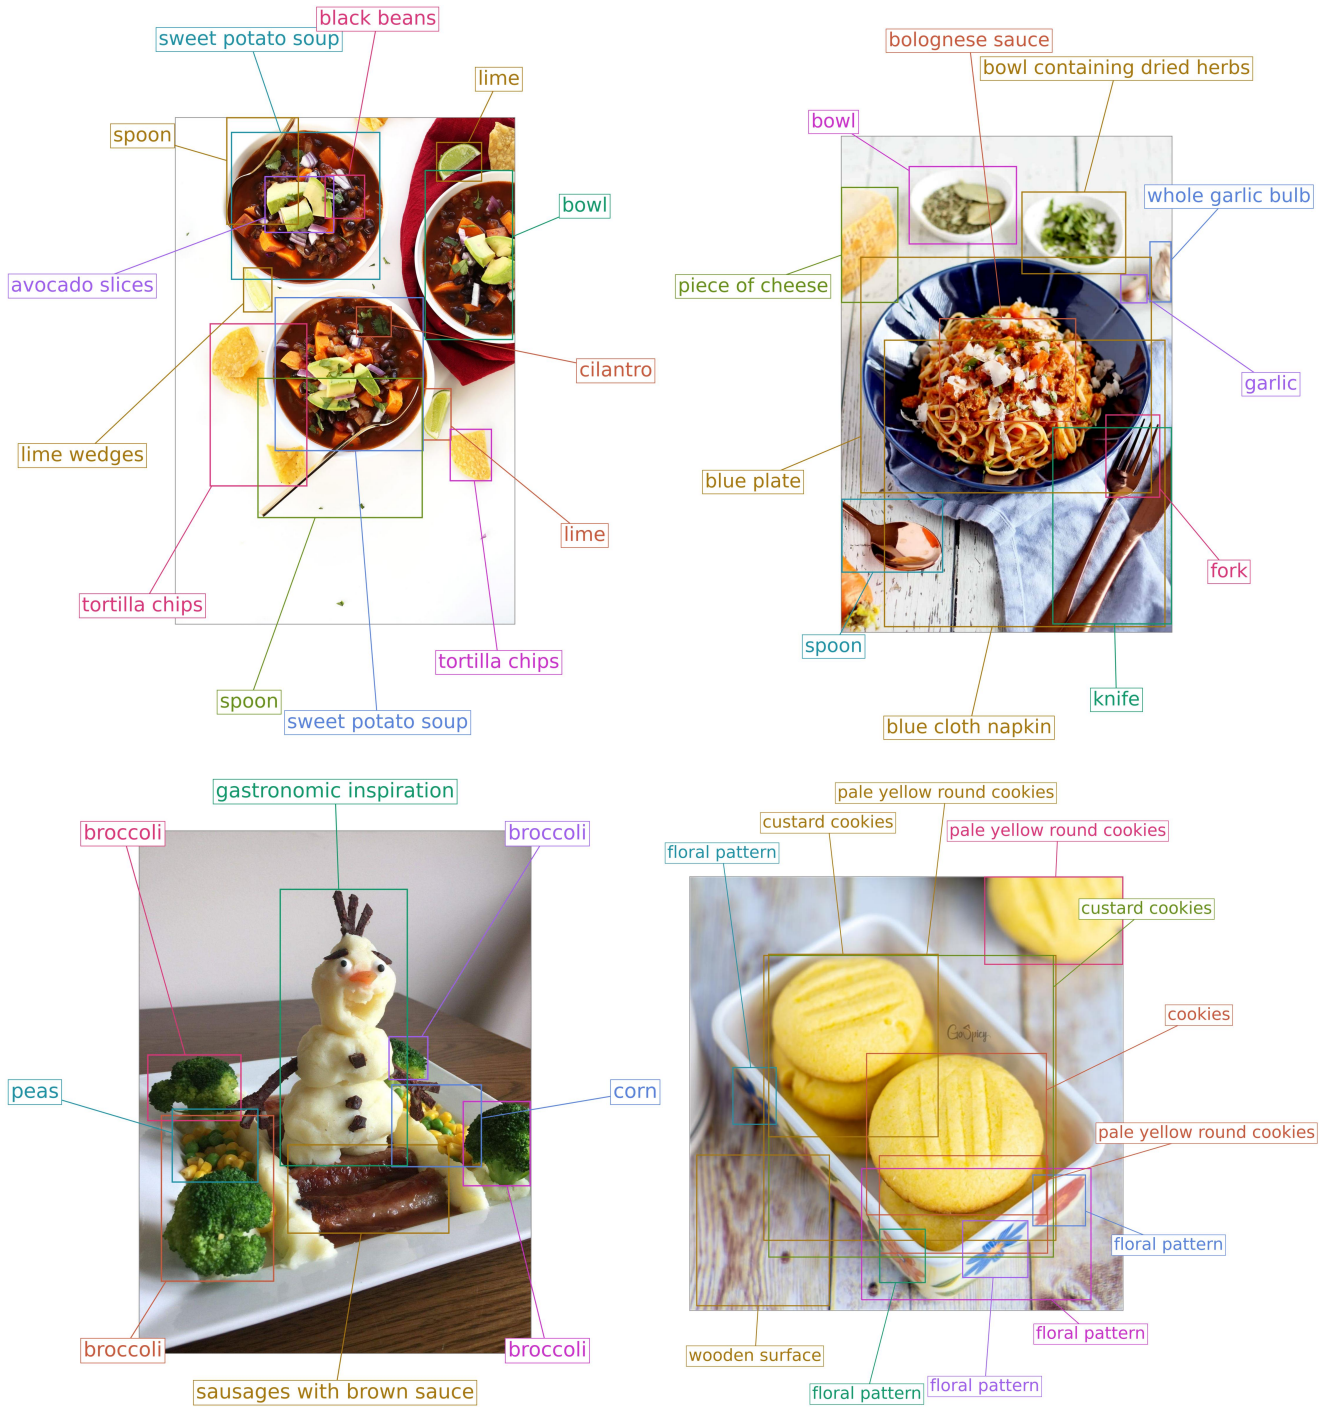 black beans
sweet potato soup
lime
spoon
bowl
avocado slices
cilantro
lime wedges
lime
tortilla chips
tortilla chips
spoon
sweet potato soup
bolognese sauce
bowl containing dried herbs
bowl
whole garlic bulb
piece of cheese
garlic
blue plate
fork
spoon
knife
blue cloth napkin
gastronomic inspiration
broccoli
broccoli
peas
corn
broccoli
broccoli
sausages with brown sauce
pale yellow round cookies
custard cookies
pale yellow round cookies
floral pattern
custard cookies
cookies
GoSpicy
pale yellow round cookies
floral pattern
floral pattern
wooden surface
floral pattern
floral pattern